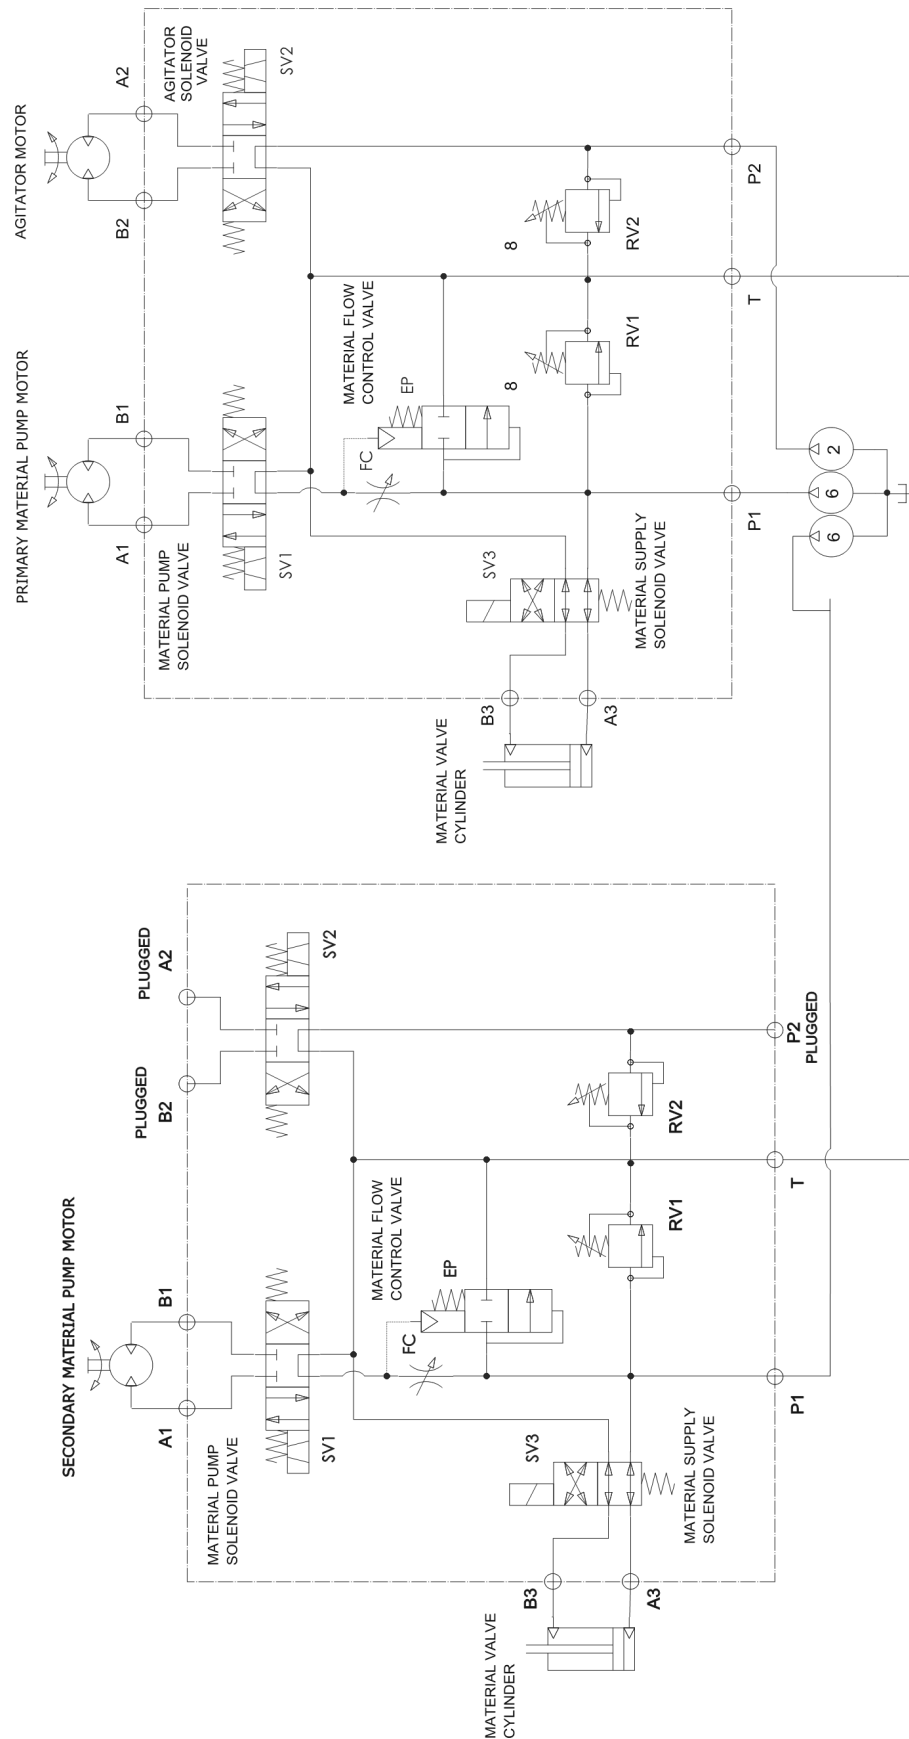 SECONDARY MATERIAL PUMP MOTOR
A1
B1
PLUGGED
B2
PLUGGED
A2
MATERIAL PUMP
SOLENOID VALVE
SV1
SV2
MATERIAL FLOW
CONTROL VALVE
FC
EP
MATERIAL VALVE
CYLINDER
B3
A3
SV3
MATERIAL SUPPLY
SOLENOID VALVE
RV1
RV2
P1
T
P2
PLUGGED
PRIMARY MATERIAL PUMP MOTOR
AGITATOR MOTOR
A1
B1
B2
A2
MATERIAL PUMP
SOLENOID VALVE
AGITATOR
SOLENOID
VALVE
SV1
SV2
MATERIAL FLOW
CONTROL VALVE
FC
EP
MATERIAL VALVE
CYLINDER
B3
A3
SV3
MATERIAL SUPPLY
SOLENOID VALVE
8
RV1
8
RV2
P1
T
P2
6
6
2